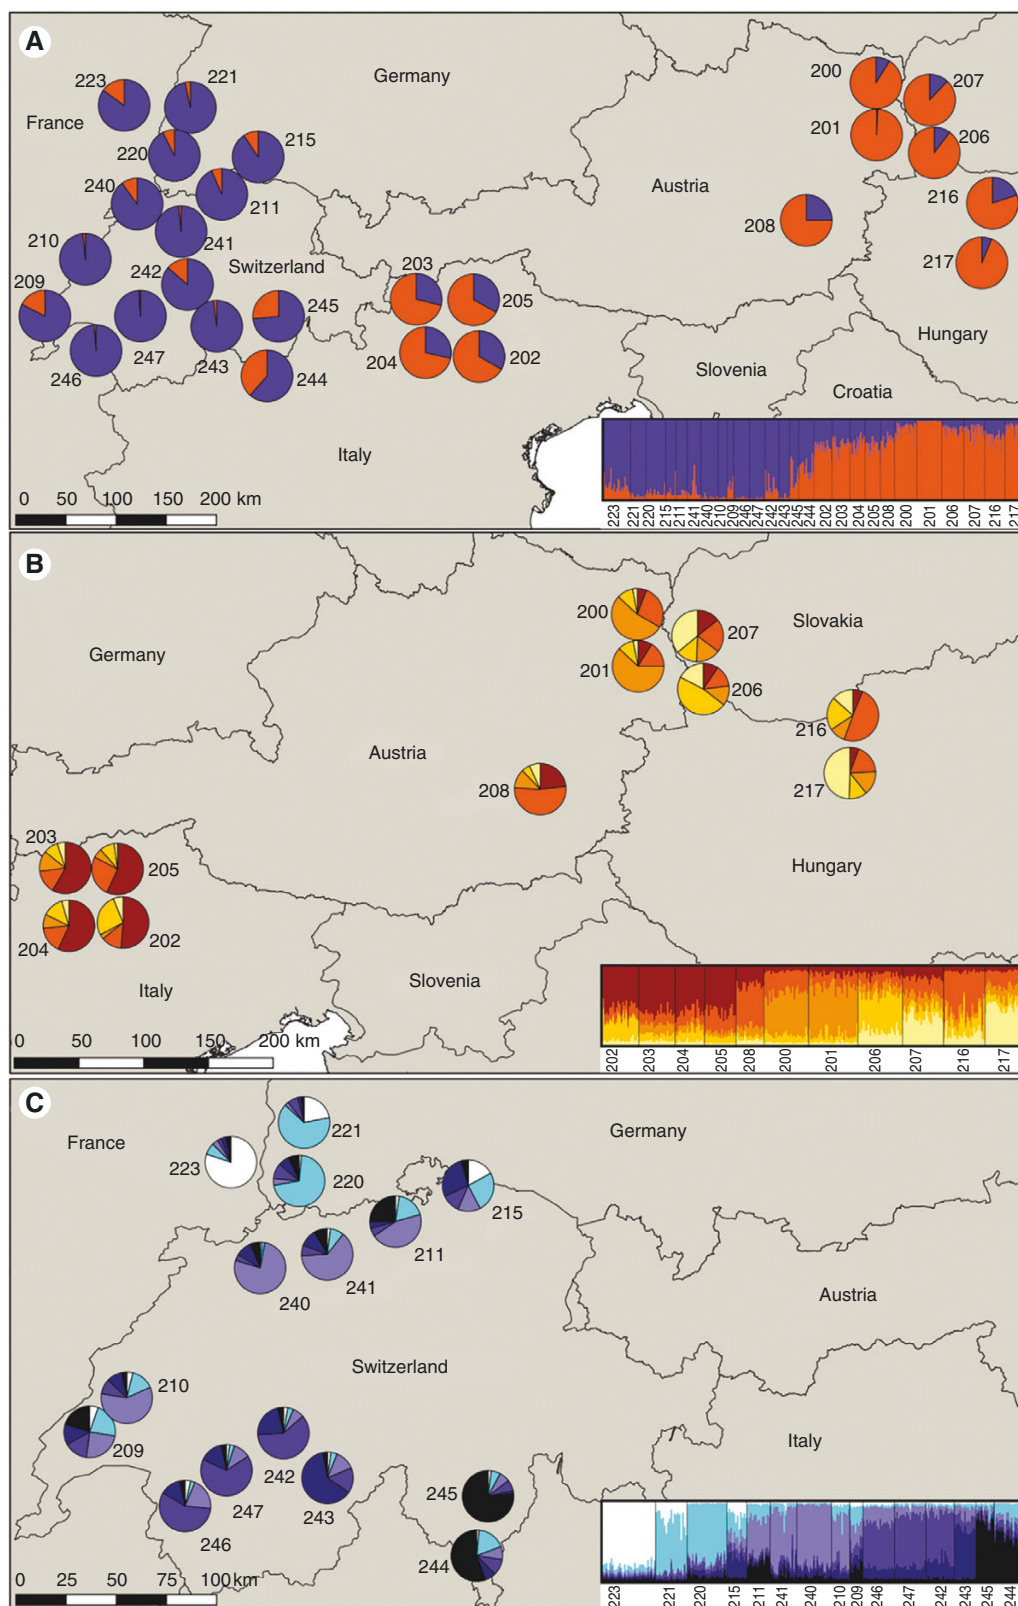 A
Germany
France
Austria
Switzerland
Hungary
Slovenia
Croatia
Italy
223
221
220
215
240
211
241
210
242
209
245
247
246
243
244
203
205
204
202
200
207
201
206
216
208
217
0 50 100 150 200 km
223 221 220 215 211 241 240 210 209 246 247 242 243 245 244 202 203 204 205 208 200 201 206 207 216 217
B
Germany
Slovakia
Austria
Hungary
Slovenia
Italy
200
207
201
206
216
217
208
203
205
204
202
0 50 100 150 200 km
202 203 204 205 208 200 201 206 207 216 217
C
France
Germany
Austria
Switzerland
Italy
221
223
220
215
211
241
240
210
209
242
247
243
246
245
244
0 25 50 75 100 km
223 221 220 215 211 241 240 210 209 246 247 242 243 245 244